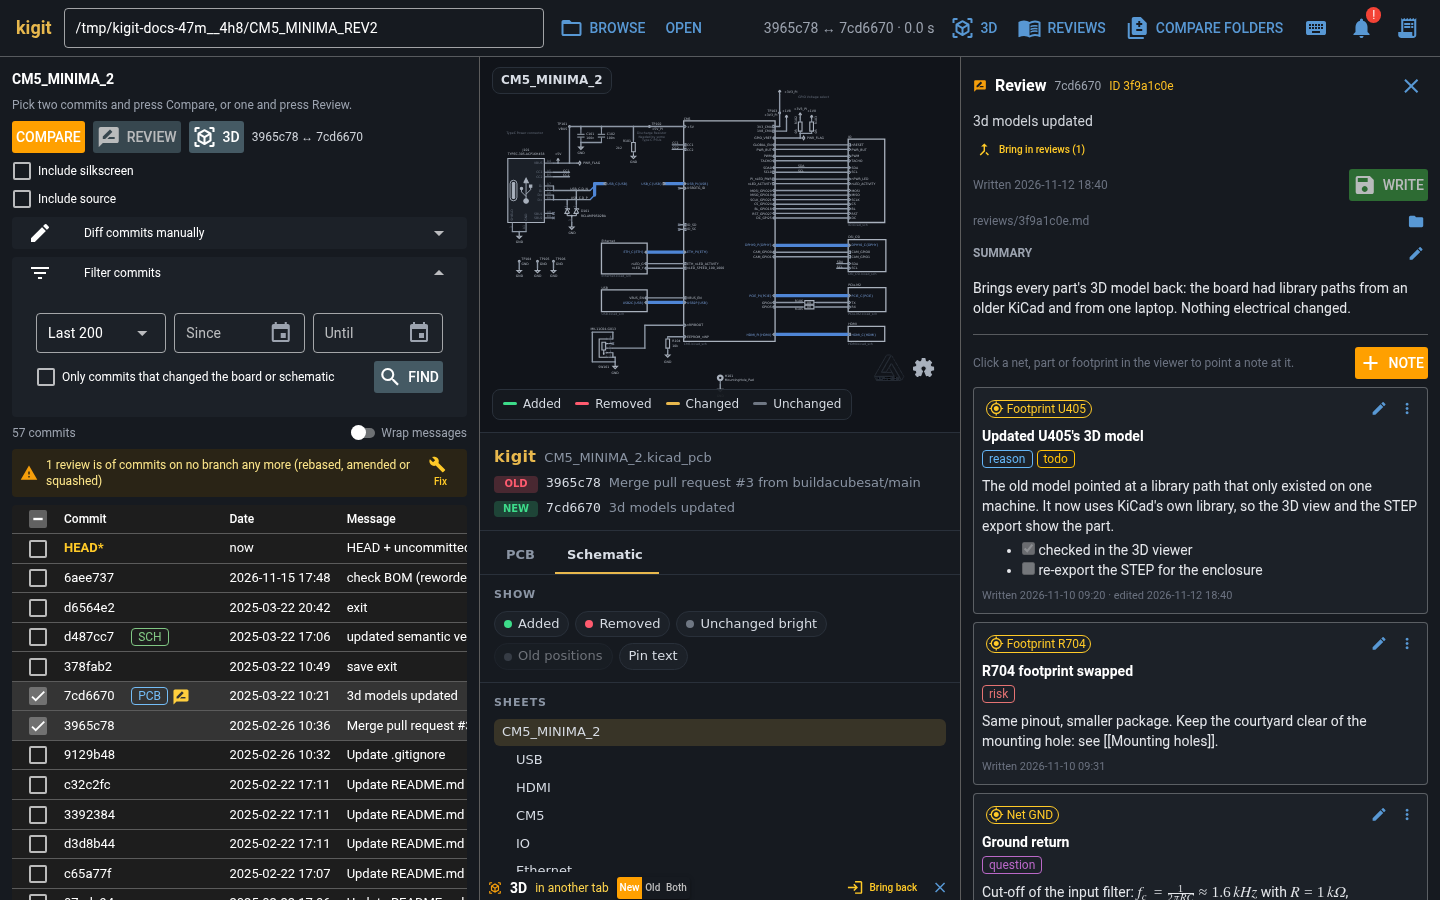 kigit
/tmp/kigit-docs-47m__4h8/CM5_MINIMA_REV2
BROWSE
OPEN
3965c78 ↔ 7cd6670 · 0.0 s
3D
REVIEWS
COMPARE FOLDERS
!
CM5_MINIMA_2
Pick two commits and press Compare, or one and press Review.
COMPARE
REVIEW
3D
3965c78 ↔ 7cd6670
Include silkscreen
Include source
Diff commits manually
Filter commits
Last 200
Since
Until
Only commits that changed the board or schematic
FIND
57 commits
Wrap messages
1 review is of commits on no branch any more (rebased, amended or
squashed)
Fix
Commit Date Message
HEAD* now HEAD + uncommitted
6aee737 2026-11-15 17:48 check BOM (reworde
d6564e2 2025-03-22 20:42 exit
d487cc7 SCH 2025-03-22 17:06 updated semantic ve
378fab2 2025-03-22 10:49 save exit
7cd6670 PCB 2025-03-22 10:21 3d models updated
3965c78 2025-02-26 10:36 Merge pull request #3
9129b48 2025-02-26 10:32 Update .gitignore
c32c2fc 2025-02-22 17:11 Update README.md
3392384 2025-02-22 17:11 Update README.md
d3d8b44 2025-02-22 17:11 Update README.md
c65a77f 2025-02-22 17:07 Update README.md
CM5_MINIMA_2
Added
Removed
Changed
Unchanged
kigit CM5_MINIMA_2.kicad_pcb
OLD 3965c78 Merge pull request #3 from buildacubesat/main
NEW 7cd6670 3d models updated
PCB
Schematic
SHOW
Added
Removed
Unchanged bright
Old positions
Pin text
SHEETS
CM5_MINIMA_2
USB
HDMI
CM5
IO
Ethernet
3D in another tab
New
Old
Both
Bring back
Review 7cd6670 ID 3f9a1c0e
3d models updated
Bring in reviews (1)
Written 2026-11-12 18:40
WRITE
reviews/3f9a1c0e.md
SUMMARY
Brings every part's 3D model back: the board had library paths from an
older KiCad and from one laptop. Nothing electrical changed.
Click a net, part or footprint in the viewer to point a note at it.
NOTE
Footprint U405
Updated U405's 3D model
reason
todo
The old model pointed at a library path that only existed on one
machine. It now uses KiCad's own library, so the 3D view and the STEP
export show the part.
checked in the 3D viewer
re-export the STEP for the enclosure
Written 2026-11-10 09:20 · edited 2026-11-12 18:40
Footprint R704
R704 footprint swapped
risk
Same pinout, smaller package. Keep the courtyard clear of the
mounting hole: see [[Mounting holes]].
Written 2026-11-10 09:31
Net GND
Ground return
question
Cut-off of the input filter: f_c = 1/2πRC ≈ 1.6 kHz with R = 1 kΩ,